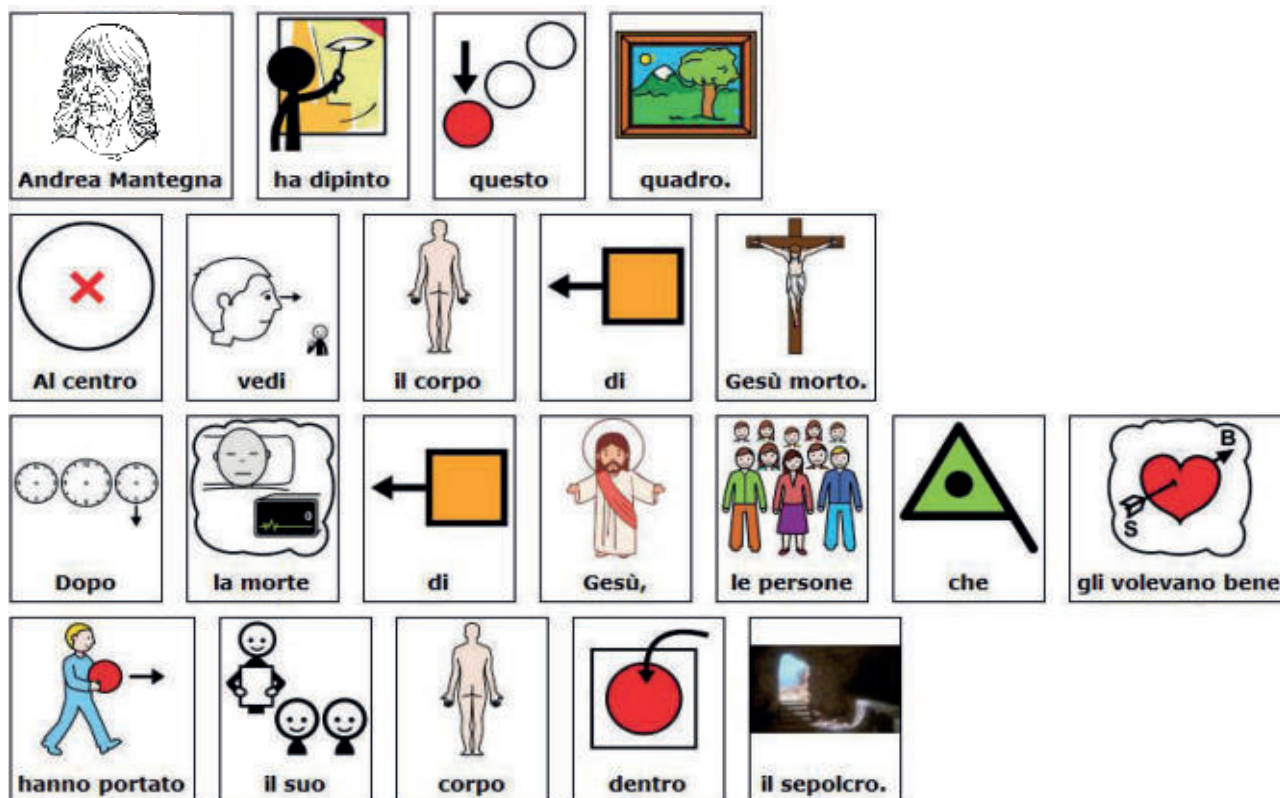 Andrea Mantegna ha dipinto questo quadro.
Al centro vedi il corpo di Gesù morto.
0
B
S
Dopo la morte di Gesù, le persone che gli volevano bene
hanno portato il suo corpo dentro il sepolcro.